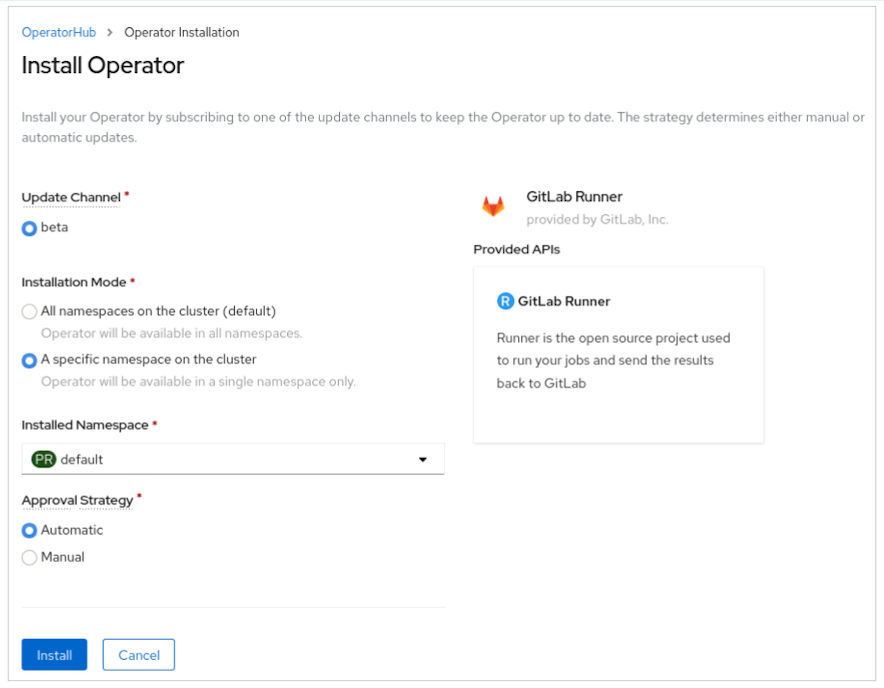 OperatorHub > Operator Installation
Install Operator
Install your Operator by subscribing to one of the update channels to keep the Operator up to date. The strategy determines either manual or
automatic updates.
Update Channel *
beta
Installation Mode *
All namespaces on the cluster (default)
Operator will be available in all namespaces.
A specific namespace on the cluster
Operator will be available in a single namespace only.
Installed Namespace *
PR default
Approval Strategy *
Automatic
Manual
Install Cancel
GitLab Runner
provided by GitLab, Inc.
Provided APIs
R GitLab Runner
Runner is the open source project used
to run your jobs and send the results
back to GitLab